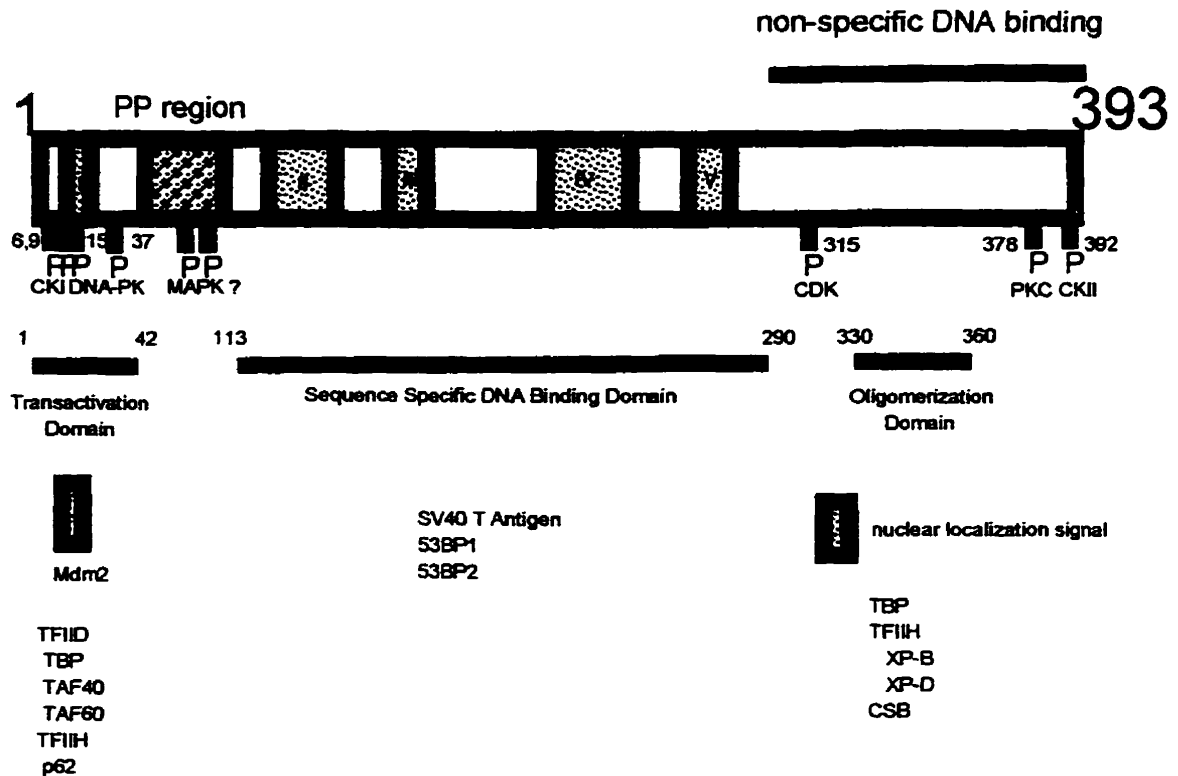 non-specific DNA binding
1 PP region 393
II IV V
6,9 15 37 315 378 392
P P P P P P P P P
CKI DNA-PK MAPK ? CDK PKC CKII
1 42 113 290 330 360
Transactivation Domain
Sequence Specific DNA Binding Domain
Oligomerization Domain
Mdm2
SV40 T Antigen
53BP1
53BP2
nuclear localization signal
TFIID
TBP
TAF40
TAF60
TFIIH
p62
TBP
TFIIH
XP-B
XP-D
CSB